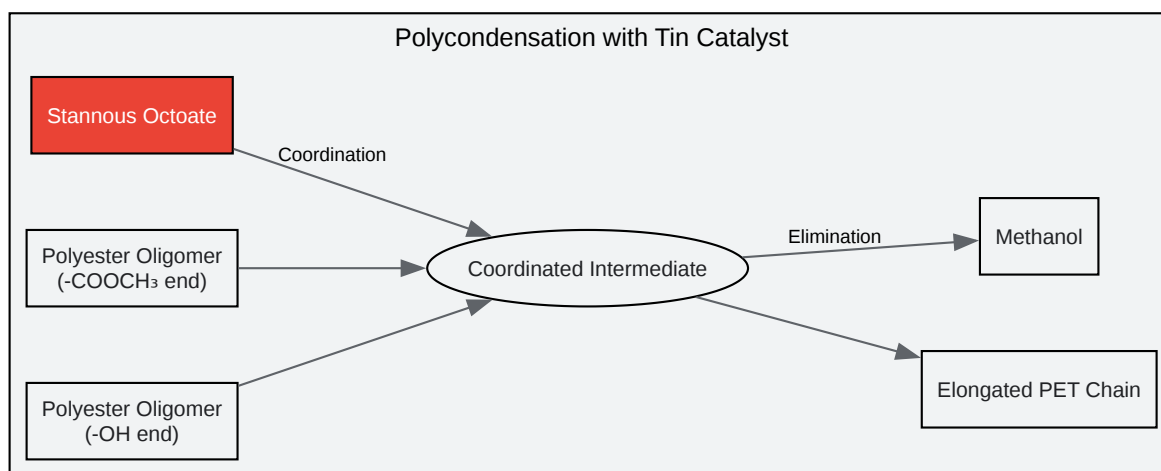 Polycondensation with Tin Catalyst
Stannous Octoate
Coordination
Polyester Oligomer
(-COOCH₃ end)
Polyester Oligomer
(-OH end)
Coordinated Intermediate
Elimination
Methanol
Elongated PET Chain